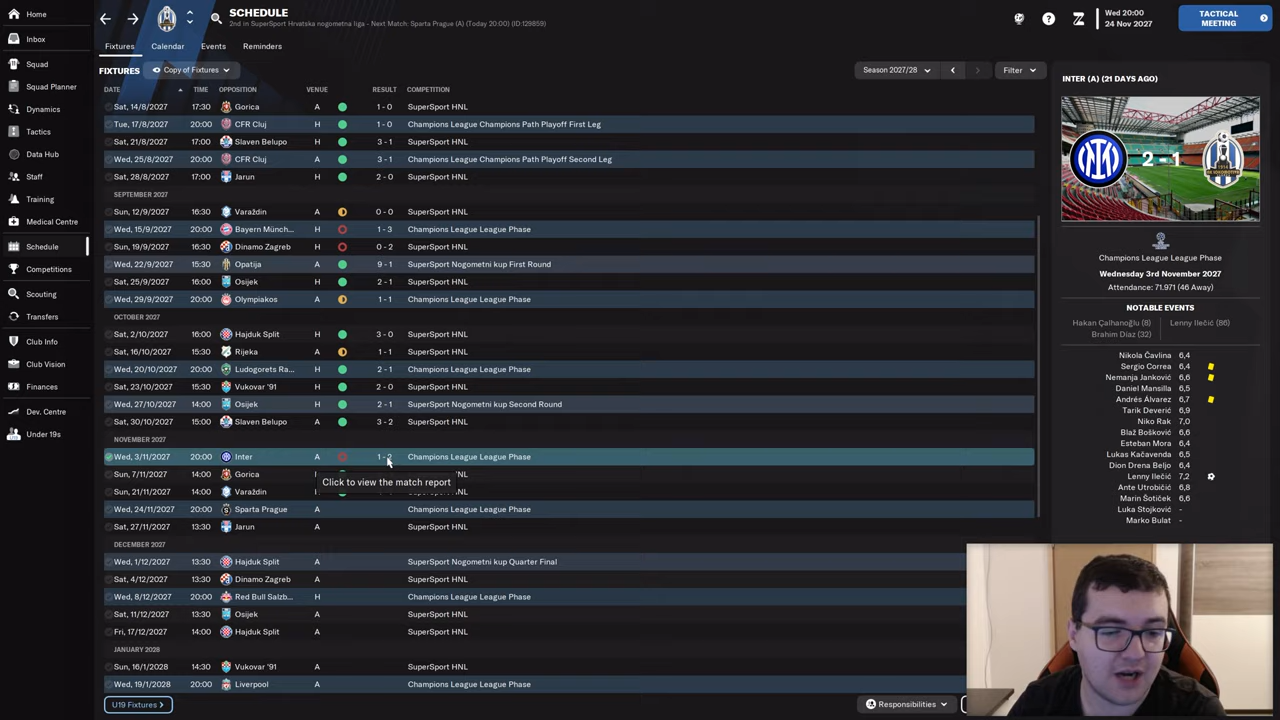 Home
Inbox
Squad
Squad Planner
Dynamics
Tactics
Data Hub
Staff
Training
Medical Centre
Schedule
Competitions
Scouting
Transfers
Club Info
Club Vision
Finances
Dev. Centre
Under 19s
SCHEDULE
2nd in SuperSport Hrvatska nogometna liga - Next Match: Sparta Prague (A) (Today 20:00) (ID:129859)
Wed 20:00
24 Nov 2027
TACTICAL MEETING
Fixtures Calendar Events Reminders
FIXTURES Copy of Fixtures Season 2027/28 Filter
DATE TIME OPPOSITION VENUE RESULT COMPETITION
Sat, 14/8/2027 17:30 Gorica A 1 - 0 SuperSport HNL
Tue, 17/8/2027 20:00 CFR Cluj H 1 - 0 Champions League Champions Path Playoff First Leg
Sat, 21/8/2027 17:00 Slaven Belupo H 3 - 1 SuperSport HNL
Wed, 25/8/2027 20:00 CFR Cluj A 3 - 1 Champions League Champions Path Playoff Second Leg
Sat, 28/8/2027 17:00 Jarun H 2 - 0 SuperSport HNL
SEPTEMBER 2027
Sun, 12/9/2027 16:30 Varaždin A 0 - 0 SuperSport HNL
Wed, 15/9/2027 20:00 Bayern Münch... H 1 - 3 Champions League League Phase
Sun, 19/9/2027 16:30 Dinamo Zagreb H 0 - 2 SuperSport HNL
Wed, 22/9/2027 15:30 Opatija A 9 - 1 SuperSport Nogometni kup First Round
Sat, 25/9/2027 16:00 Osijek H 2 - 1 SuperSport HNL
Wed, 29/9/2027 20:00 Olympiakos A 1 - 1 Champions League League Phase
OCTOBER 2027
Sat, 2/10/2027 16:00 Hajduk Split H 3 - 0 SuperSport HNL
Sat, 16/10/2027 15:30 Rijeka A 1 - 1 SuperSport HNL
Wed, 20/10/2027 20:00 Ludogorets Ra... H 2 - 1 Champions League League Phase
Sat, 23/10/2027 15:30 Vukovar '91 H 2 - 0 SuperSport HNL
Wed, 27/10/2027 14:00 Osijek H 2 - 1 SuperSport Nogometni kup Second Round
Sat, 30/10/2027 15:00 Slaven Belupo A 3 - 2 SuperSport HNL
NOVEMBER 2027
Wed, 3/11/2027 20:00 Inter A 1 - 2 Champions League League Phase
Sun, 7/11/2027 14:00 Gorica HNL
Click to view the match report
Sun, 21/11/2027 14:00 Varaždin HNL
Wed, 24/11/2027 20:00 Sparta Prague A Champions League League Phase
Sat, 27/11/2027 13:30 Jarun A SuperSport HNL
DECEMBER 2027
Wed, 1/12/2027 13:30 Hajduk Split A SuperSport Nogometni kup Quarter Final
Sat, 4/12/2027 13:30 Dinamo Zagreb A SuperSport HNL
Wed, 8/12/2027 20:00 Red Bull Salzb... H Champions League League Phase
Sat, 11/12/2027 13:30 Osijek A SuperSport HNL
Fri, 17/12/2027 14:00 Hajduk Split A SuperSport HNL
JANUARY 2028
Sun, 16/1/2028 14:30 Vukovar '91 A SuperSport HNL
Wed, 19/1/2028 20:00 Liverpool A Champions League League Phase
U19 Fixtures
Responsibilities
INTER (A) (21 DAYS AGO)
2 - 1
Champions League League Phase
Wednesday 3rd November 2027
Attendance: 71.971 (46 Away)
NOTABLE EVENTS
Hakan Çalhanoğlu (8) Lenny Ilečić (86)
Brahim Díaz (32)
Nikola Čavlina 6,4
Sergio Correa 6,4
Nemanja Janković 6,6
Daniel Mansilla 6,5
Andrés Álvarez 6,7
Tarik Deverić 6,9
Niko Rak 7,0
Blaž Bošković 6,6
Esteban Mora 6,4
Lukas Kačavenda 6,5
Dion Drena Beljo 6,4
Lenny Ilečić 7,2
Ante Utrobičić 6,8
Marin Šotiček 6,6
Luka Stojković -
Marko Bulat -